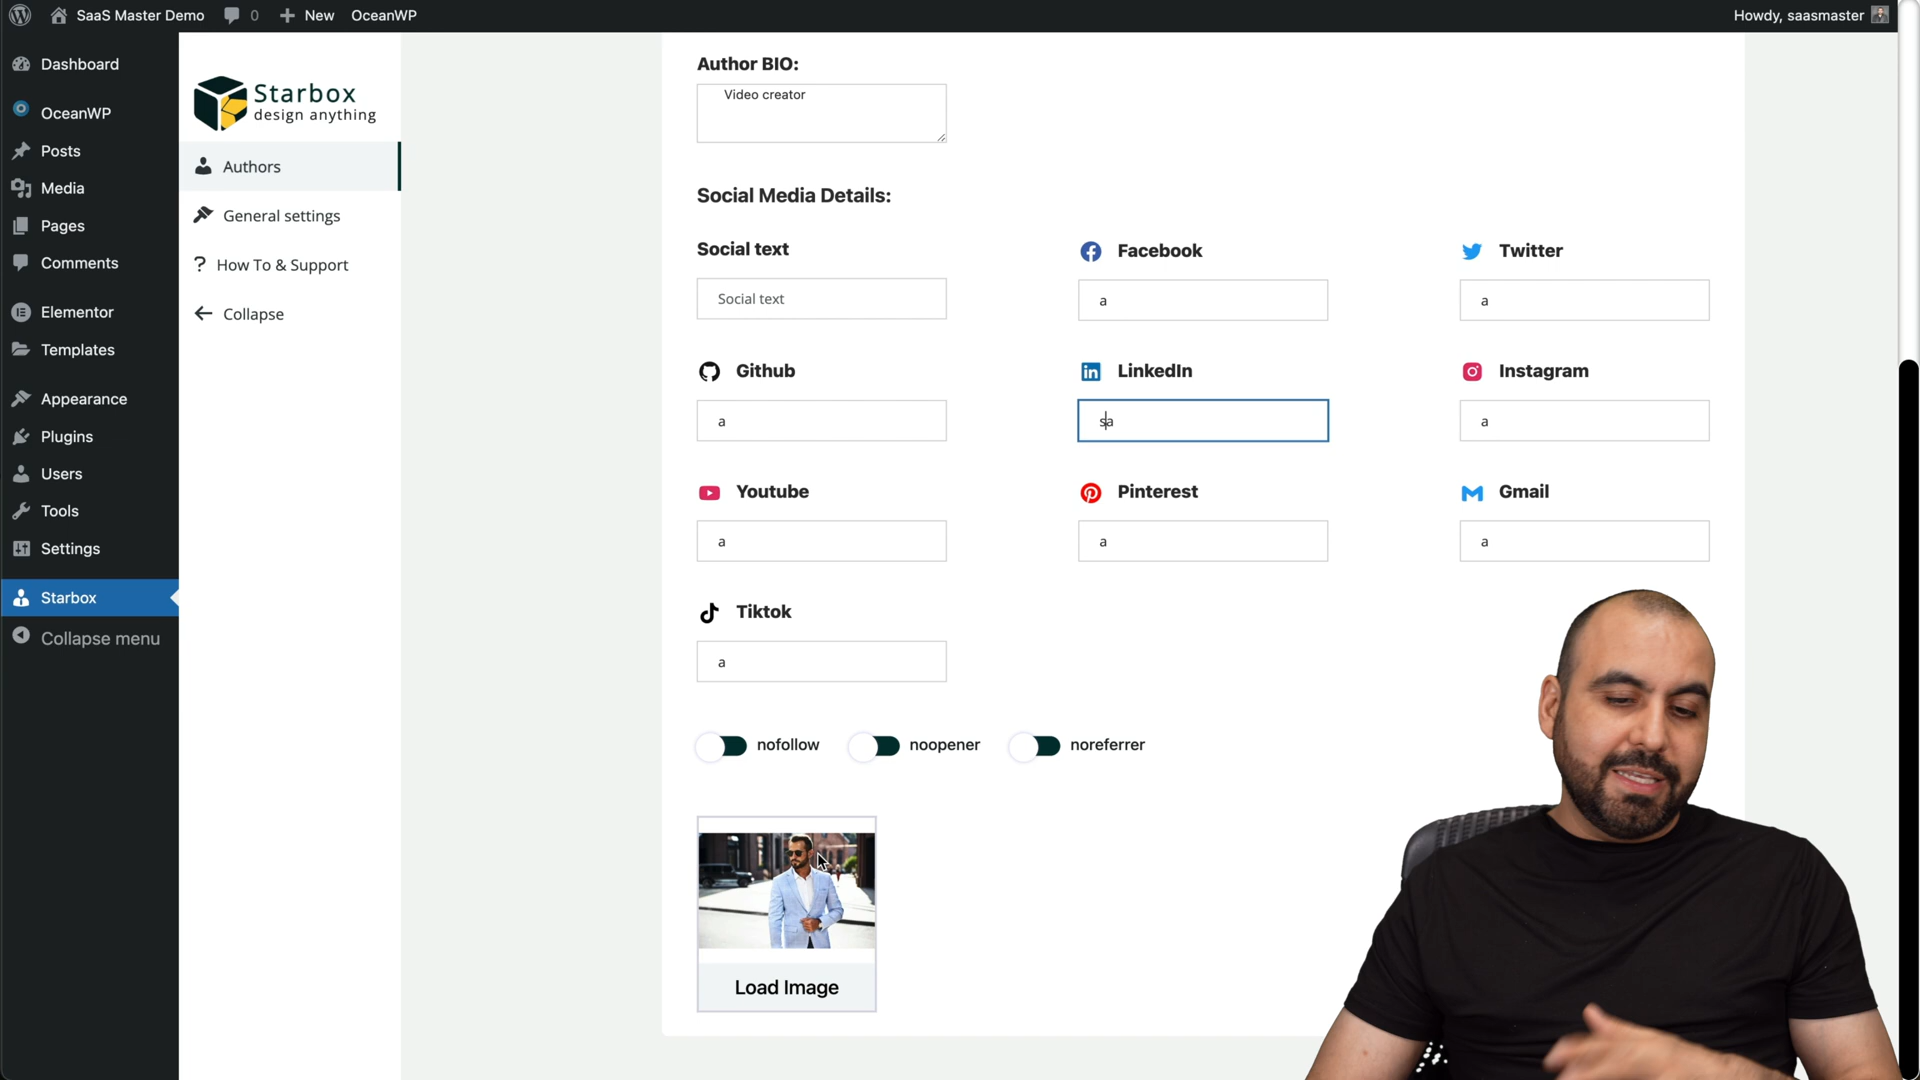 SaaS Master Demo 0 New OceanWP Howdy, saasmaster
Dashboard
OceanWP
Posts
Media
Pages
Comments
Elementor
Templates
Appearance
Plugins
Users
Tools
Settings
Starbox
Collapse menu
Starbox
design anything
Authors
General settings
? How To & Support
Collapse
Author BIO:
Video creator
Social Media Details:
Social text Facebook Twitter
Social text a a
Github LinkedIn Instagram
a sa a
Youtube Pinterest Gmail
a a a
Tiktok
a
nofollow noopener noreferrer
Load Image